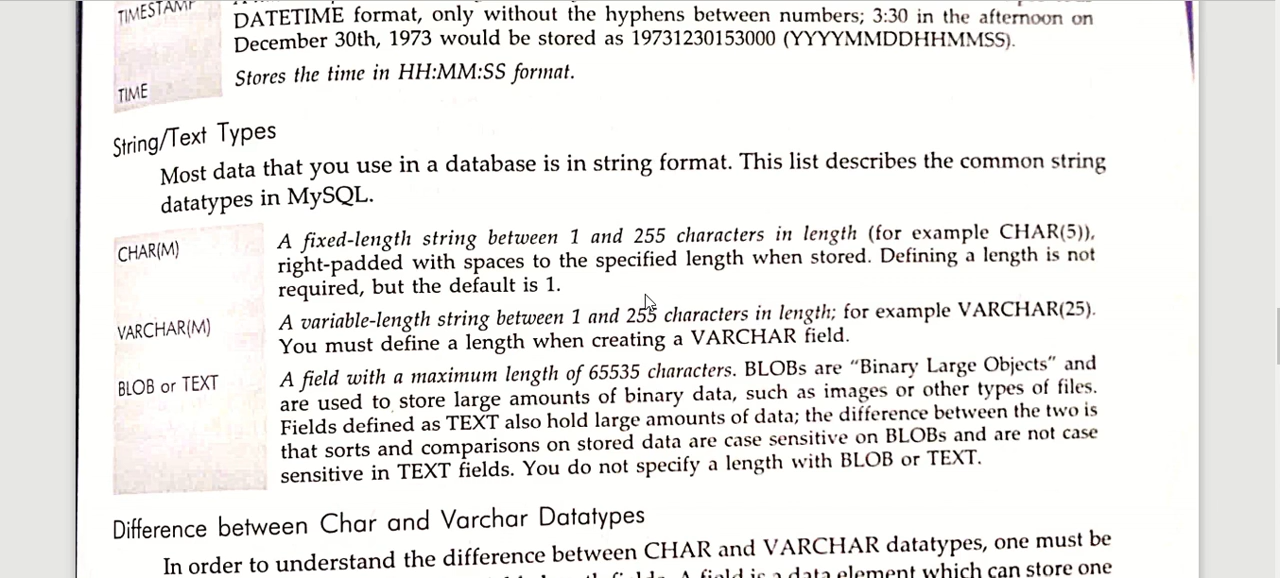 TIMESTAMP
DATETIME format, only without the hyphens between numbers; 3:30 in the afternoon on
December 30th, 1973 would be stored as 19731230153000 (YYYYMMDDHHMMSS).
TIME
Stores the time in HH:MM:SS format.
String/Text Types
Most data that you use in a database is in string format. This list describes the common string
datatypes in MySQL.
CHAR(M)
A fixed-length string between 1 and 255 characters in length (for example CHAR(5)),
right-padded with spaces to the specified length when stored. Defining a length is not
required, but the default is 1.
VARCHAR(M)
A variable-length string between 1 and 255 characters in length; for example VARCHAR(25).
You must define a length when creating a VARCHAR field.
BLOB or TEXT
A field with a maximum length of 65535 characters. BLOBs are “Binary Large Objects” and
are used to store large amounts of binary data, such as images or other types of files.
Fields defined as TEXT also hold large amounts of data; the difference between the two is
that sorts and comparisons on stored data are case sensitive on BLOBs and are not case
sensitive in TEXT fields. You do not specify a length with BLOB or TEXT.
Difference between Char and Varchar Datatypes
In order to understand the difference between CHAR and VARCHAR datatypes, one must be
fields. A field is a data element which can store one